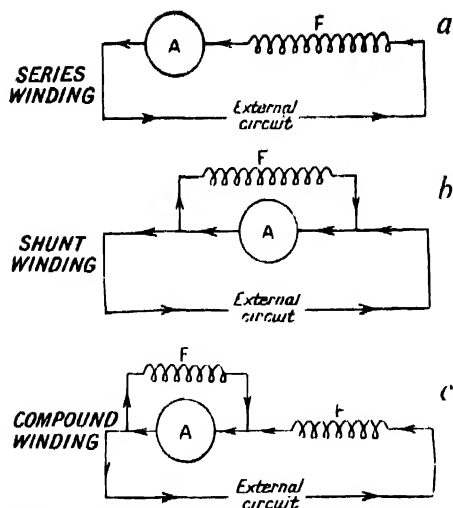 a
F
A
SERIES
WINDING
External
circuit
F
b
A
SHUNT
WINDING
External
circuit
F
c
F
A
COMPOUND
WINDING
External
circuit